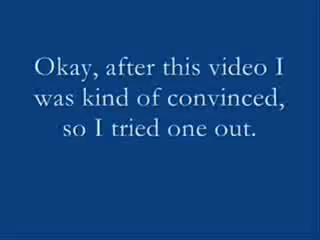 Okay, after this video I
was kind of convinced,
so I tried one out.